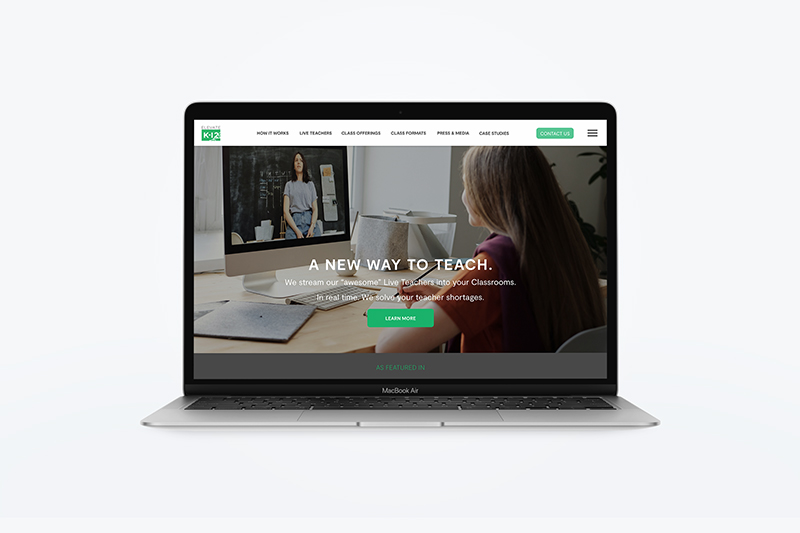 ELEVATE
K-12
HOW IT WORKS LIVE TEACHERS CLASS OFFERINGS CLASS FORMATS PRESS & MEDIA CASE STUDIES CONTACT US
A NEW WAY TO TEACH.
We stream our "awesome" Live Teachers into your Classrooms.
In real time. We solve your teacher shortages.
LEARN MORE
AS FEATURED IN
MacBook Air